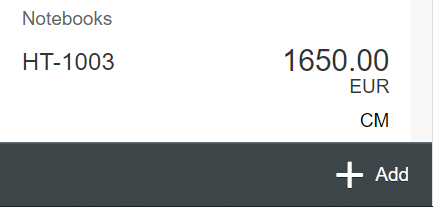 Notebooks
HT-1003 1650.00
EUR
CM
Add